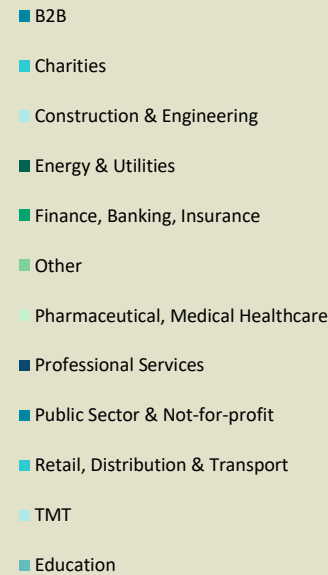 B2B
Charities
Construction & Engineering
Energy & Utilities
Finance, Banking, Insurance
Other
Pharmaceutical, Medical Healthcare
Professional Services
Public Sector & Not-for-profit
Retail, Distribution & Transport
TMT
Education